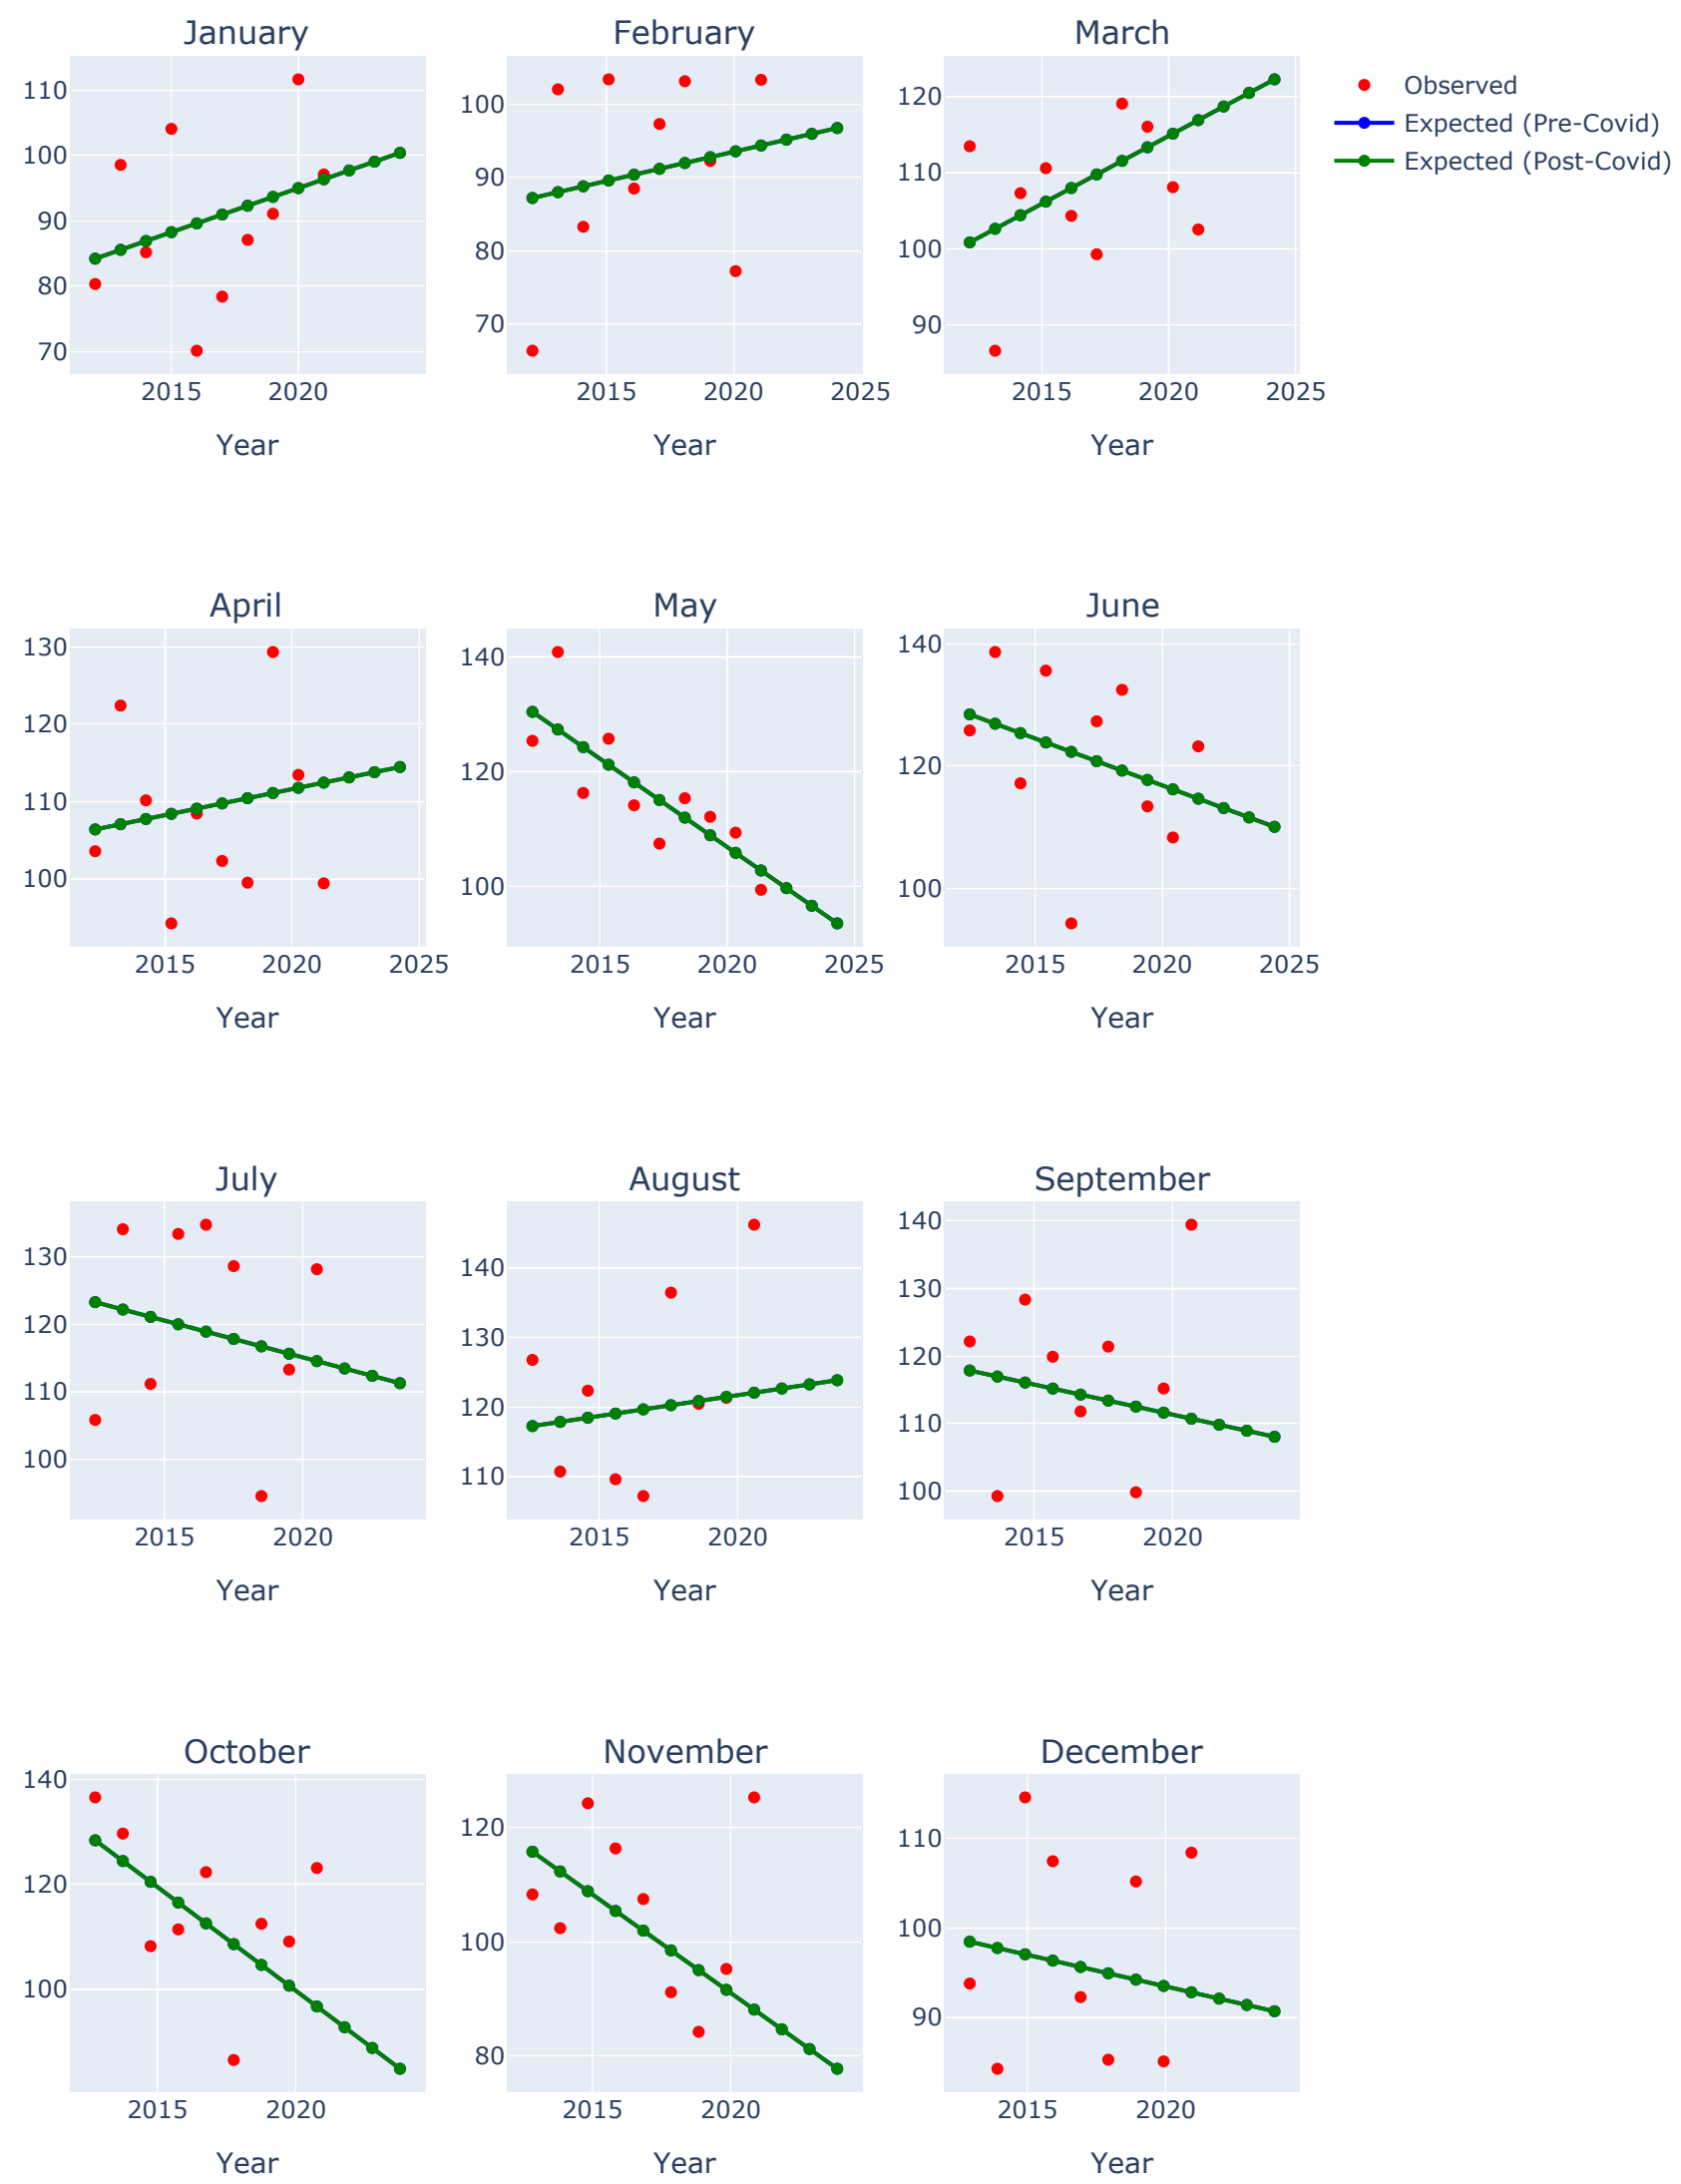 January February March
110
100
90
80
70
2015 2020
Year
100
90
80
70
2015 2020 2025
Year
120
110
100
90
2015 2020 2025
Year
Observed
Expected (Pre-Covid)
Expected (Post-Covid)
April May June
130
120
110
100
2015 2020 2025
Year
140
120
100
2015 2020 2025
Year
140
120
100
2015 2020 2025
Year
July August September
130
120
110
100
2015 2020
Year
140
130
120
110
2015 2020
Year
140
130
120
110
100
2015 2020
Year
October November December
140
120
100
2015 2020
Year
120
100
80
2015 2020
Year
110
100
90
2015 2020
Year